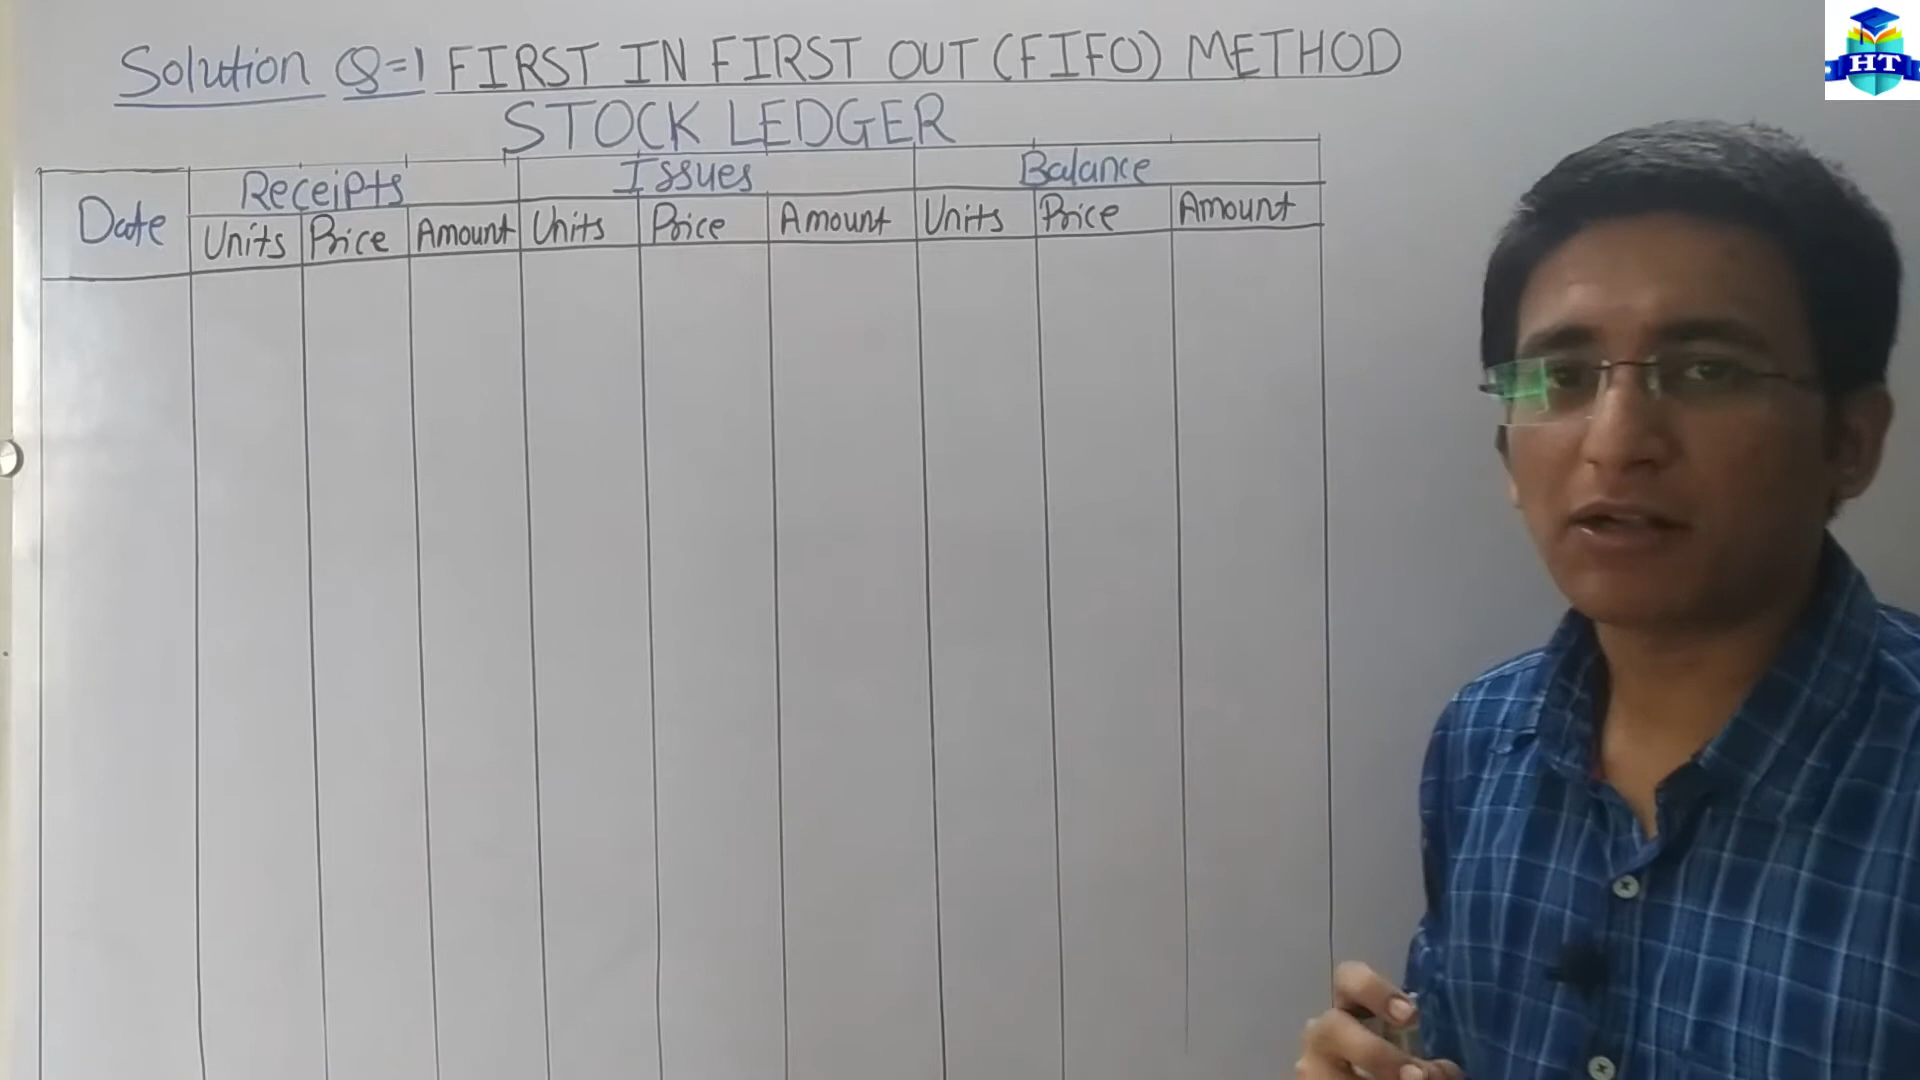 Solution Q=1 FIRST IN FIRST OUT (FIFO) METHOD
STOCK LEDGER
Date Receipts Issues Balance
Units Price Amount Units Price Amount Units Price Amount
HT